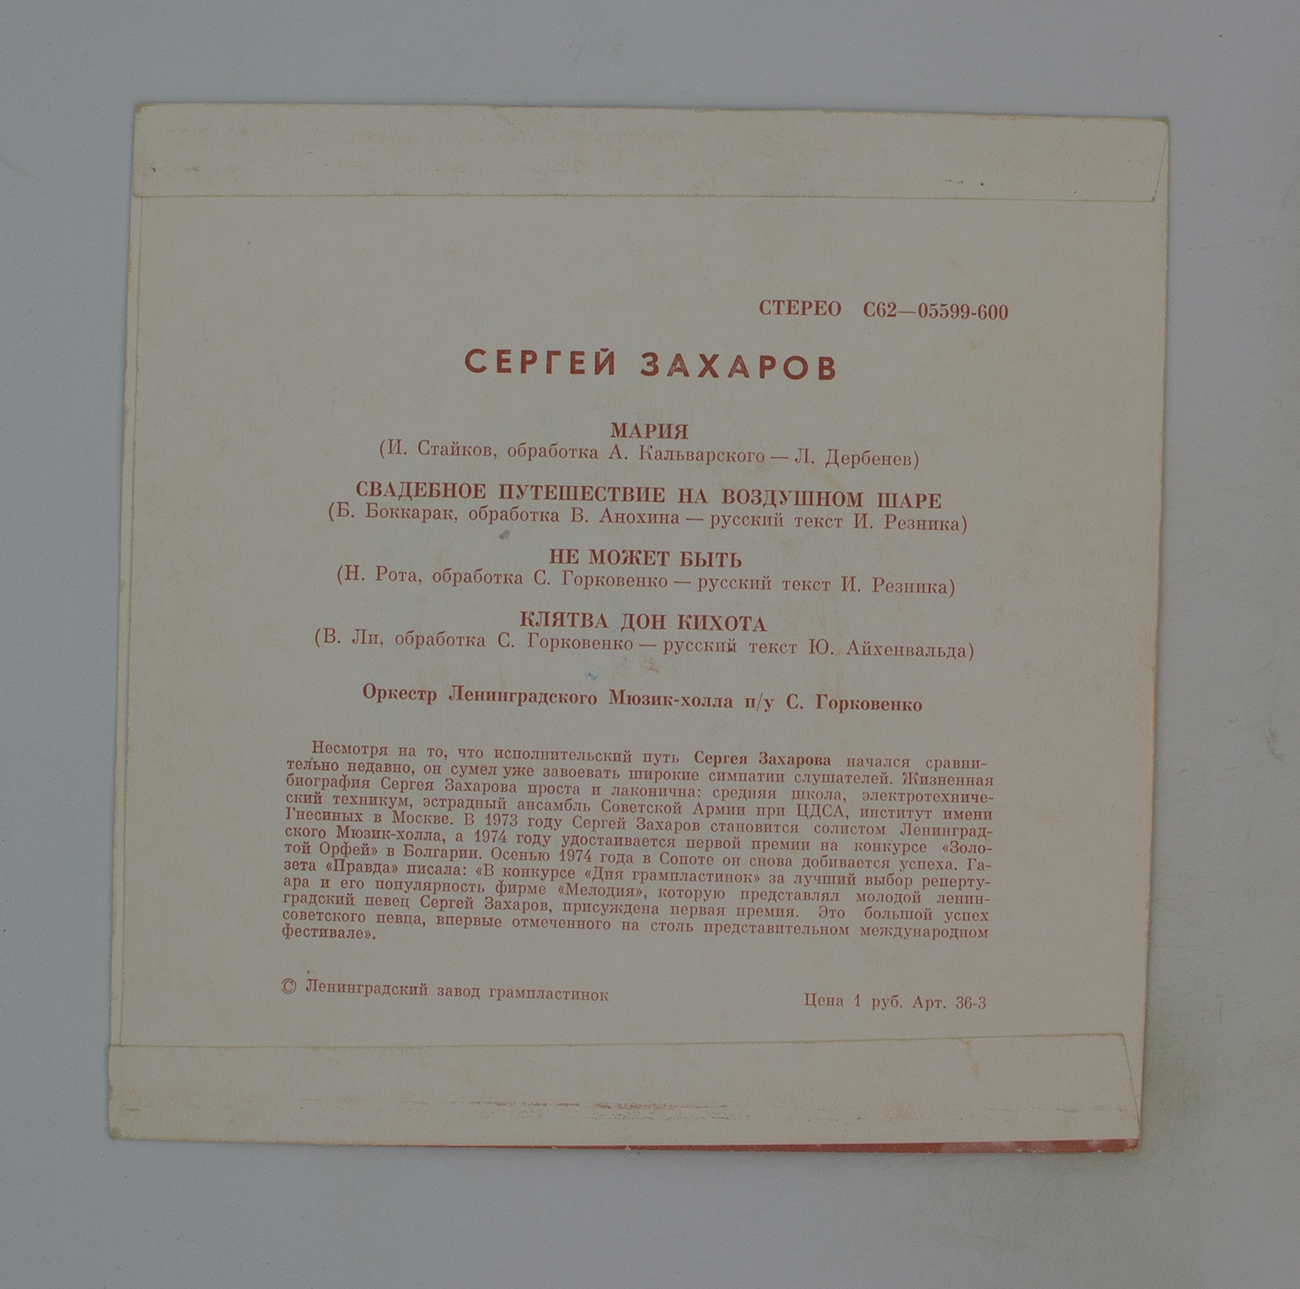 СТЕРЕО С62—05599-600
СЕРГЕЙ ЗАХАРОВ
МАРИЯ
(И. Стайков, обработка А. Кальварского — Л. Дербенев)
СВАДЕБНОЕ ПУТЕШЕСТВИЕ НА ВОЗДУШНОМ ШАРЕ
(Б. Боккарак, обработка В. Анохина — русский текст И. Резника)
НЕ МОЖЕТ БЫТЬ
(Н. Рота, обработка С. Горковенко — русский текст И. Резника)
КЛЯТВА ДОН КИХОТА
(В. Ли, обработка С. Горковенко — русский текст Ю. Айхенвальда)
Оркестр Ленинградского Мюзик-холла п/у С. Горковенко
Несмотря на то, что исполнительский путь Сергея Захарова начался сравни-
тельно недавно, он сумел уже завоевать широкие симпатии слушателей. Жизненная
биография Сергея Захарова проста и лаконична: средняя школа, электротехниче-
ский техникум, эстрадный ансамбль Советской Армии при ЦДСА, институт имени
Гнесиных в Москве. В 1973 году Сергей Захаров становится солистом Ленинград-
ского Мюзик-холла, а 1974 году удостаивается первой премии на конкурсе «Золо-
той Орфей» в Болгарии. Осенью 1974 года в Сопоте он снова добивается успеха. Га-
зета «Правда» писала: «В конкурсе «Дня грампластинок» за лучший выбор реперту-
ара и его популярность фирме «Мелодия», которую представлял молодой ленин-
градский певец Сергей Захаров, присуждена первая премия. Это большой успех
советского певца, впервые отмеченного на столь представительном международном
фестивале».
© Ленинградский завод грампластинок
Цена 1 руб. Арт. 36-3